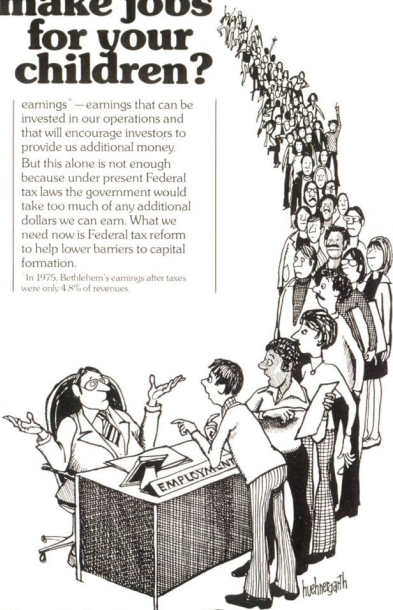 make jobs
for your
children?
earnings* — earnings that can be
invested in our operations and
that will encourage investors to
provide us additional money.
But this alone is not enough
because under present Federal
tax laws the government would
take too much of any additional
dollars we can earn. What we
need now is Federal tax reform
to help lower barriers to capital
formation.
*In 1975, Bethlehem's earnings after taxes
were only 4.8% of revenues.
EMPLOYMENT
huehnergarth